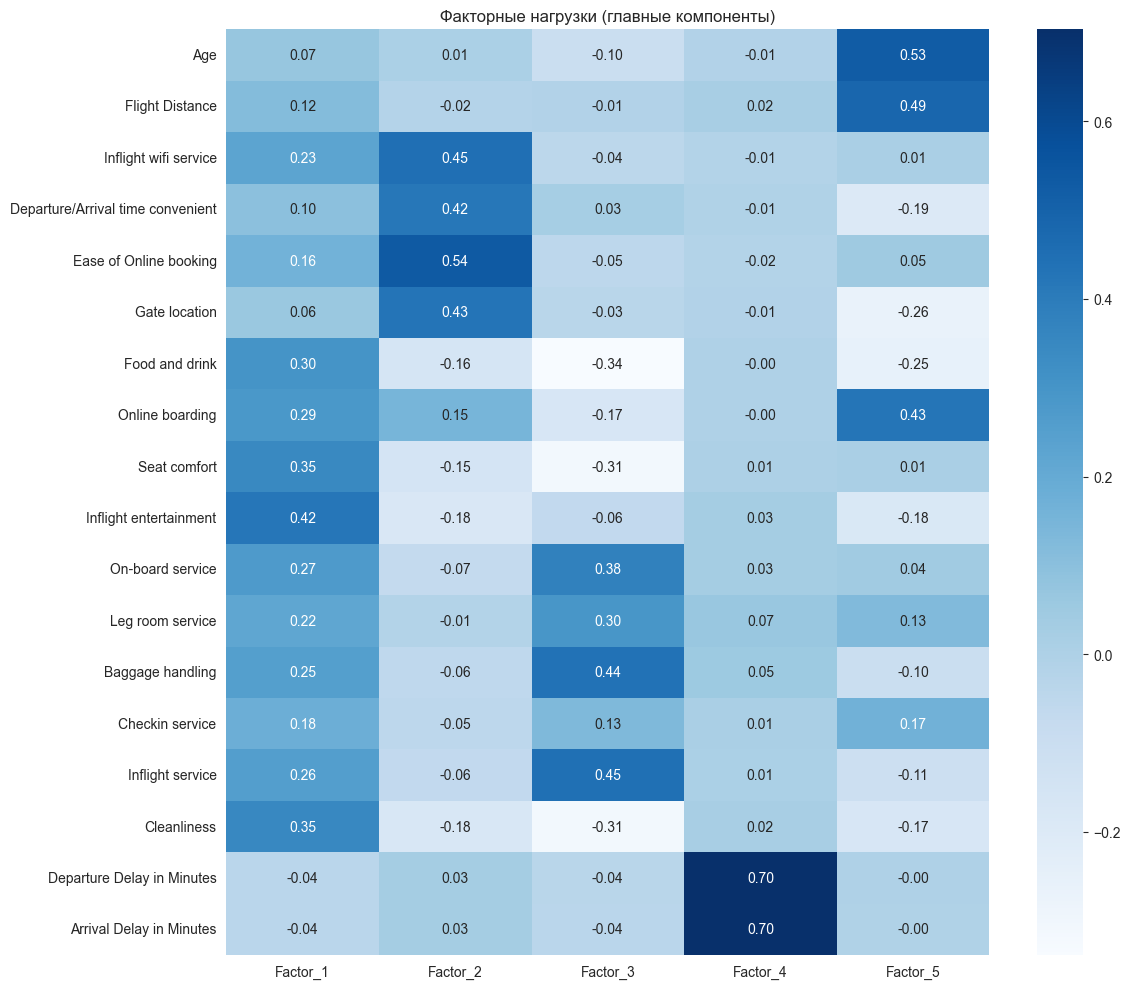 Факторные нагрузки (главные компоненты)
Age 0.07 0.01 -0.10 -0.01 0.53
Flight Distance 0.12 -0.02 -0.01 0.02 0.49
Inflight wifi service 0.23 0.45 -0.04 -0.01 0.01
Departure/Arrival time convenient 0.10 0.42 0.03 -0.01 -0.19
Ease of Online booking 0.16 0.54 -0.05 -0.02 0.05
Gate location 0.06 0.43 -0.03 -0.01 -0.26
Food and drink 0.30 -0.16 -0.34 -0.00 -0.25
Online boarding 0.29 0.15 -0.17 -0.00 0.43
Seat comfort 0.35 -0.15 -0.31 0.01 0.01
Inflight entertainment 0.42 -0.18 -0.06 0.03 -0.18
On-board service 0.27 -0.07 0.38 0.03 0.04
Leg room service 0.22 -0.01 0.30 0.07 0.13
Baggage handling 0.25 -0.06 0.44 0.05 -0.10
Checkin service 0.18 -0.05 0.13 0.01 0.17
Inflight service 0.26 -0.06 0.45 0.01 -0.11
Cleanliness 0.35 -0.18 -0.31 0.02 -0.17
Departure Delay in Minutes -0.04 0.03 -0.04 0.70 -0.00
Arrival Delay in Minutes -0.04 0.03 -0.04 0.70 -0.00
Factor_1 Factor_2 Factor_3 Factor_4 Factor_5
0.6
0.4
0.2
0.0
−0.2